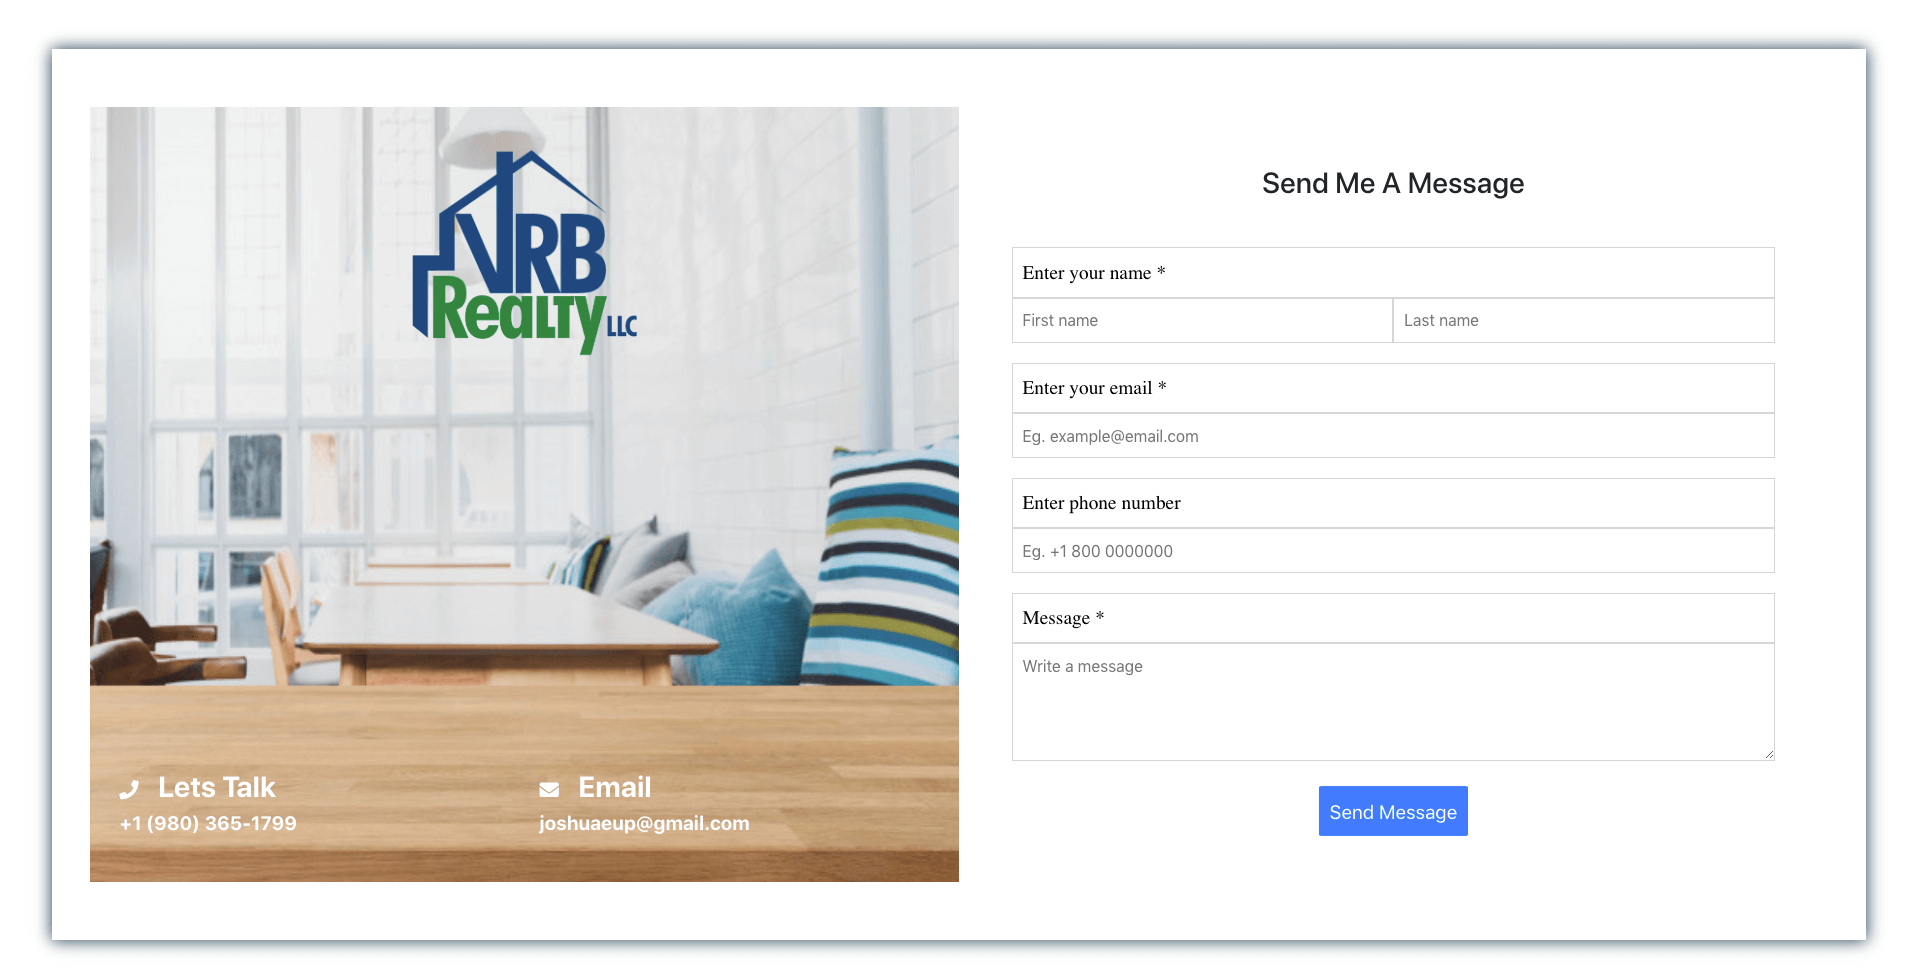 VRB
Realty LLC
Lets Talk
+1 (980) 365-1799
Email
joshuaeup@gmail.com
Send Me A Message
Enter your name *
First name
Last name
Enter your email *
Eg. example@email.com
Enter phone number
Eg. +1 800 0000000
Message *
Write a message
Send Message